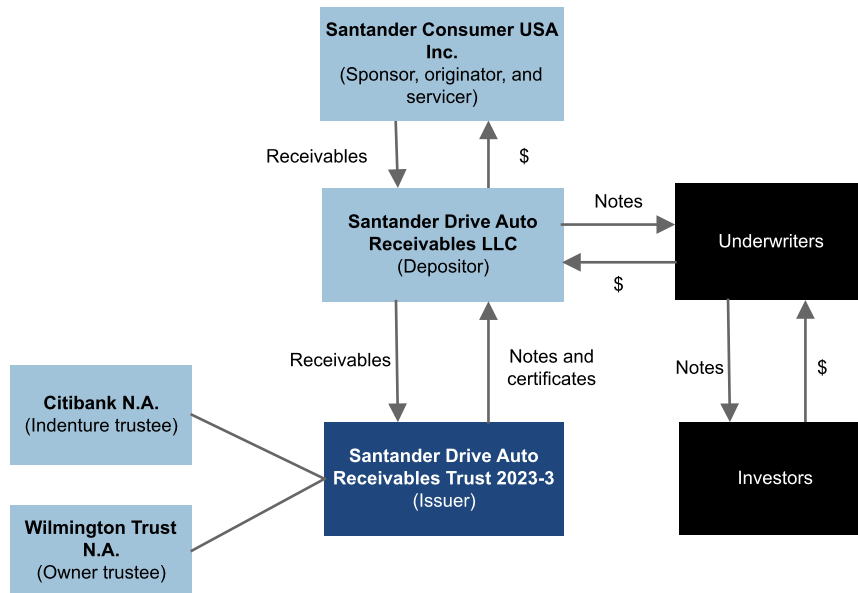 Santander Consumer USA
Inc.
(Sponsor, originator, and
servicer)
Receivables
$
Santander Drive Auto
Receivables LLC
(Depositor)
Notes
$
Underwriters
Receivables
Notes and
certificates
Notes
$
Citibank N.A.
(Indenture trustee)
Santander Drive Auto
Receivables Trust 2023-3
(Issuer)
Investors
Wilmington Trust
N.A.
(Owner trustee)